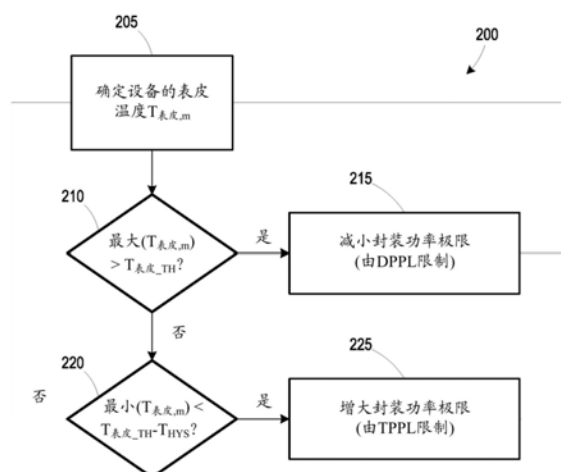 205
200
确定设备的表皮
温度T表皮,m
210
最大(T表皮,m)
> T表皮_TH?
是
215
减小封装功率极限
(由DPPL限制)
否
220
否
最小(T表皮,m) <
T表皮_TH-THYS?
是
225
增大封装功率极限
(由TPPL限制)